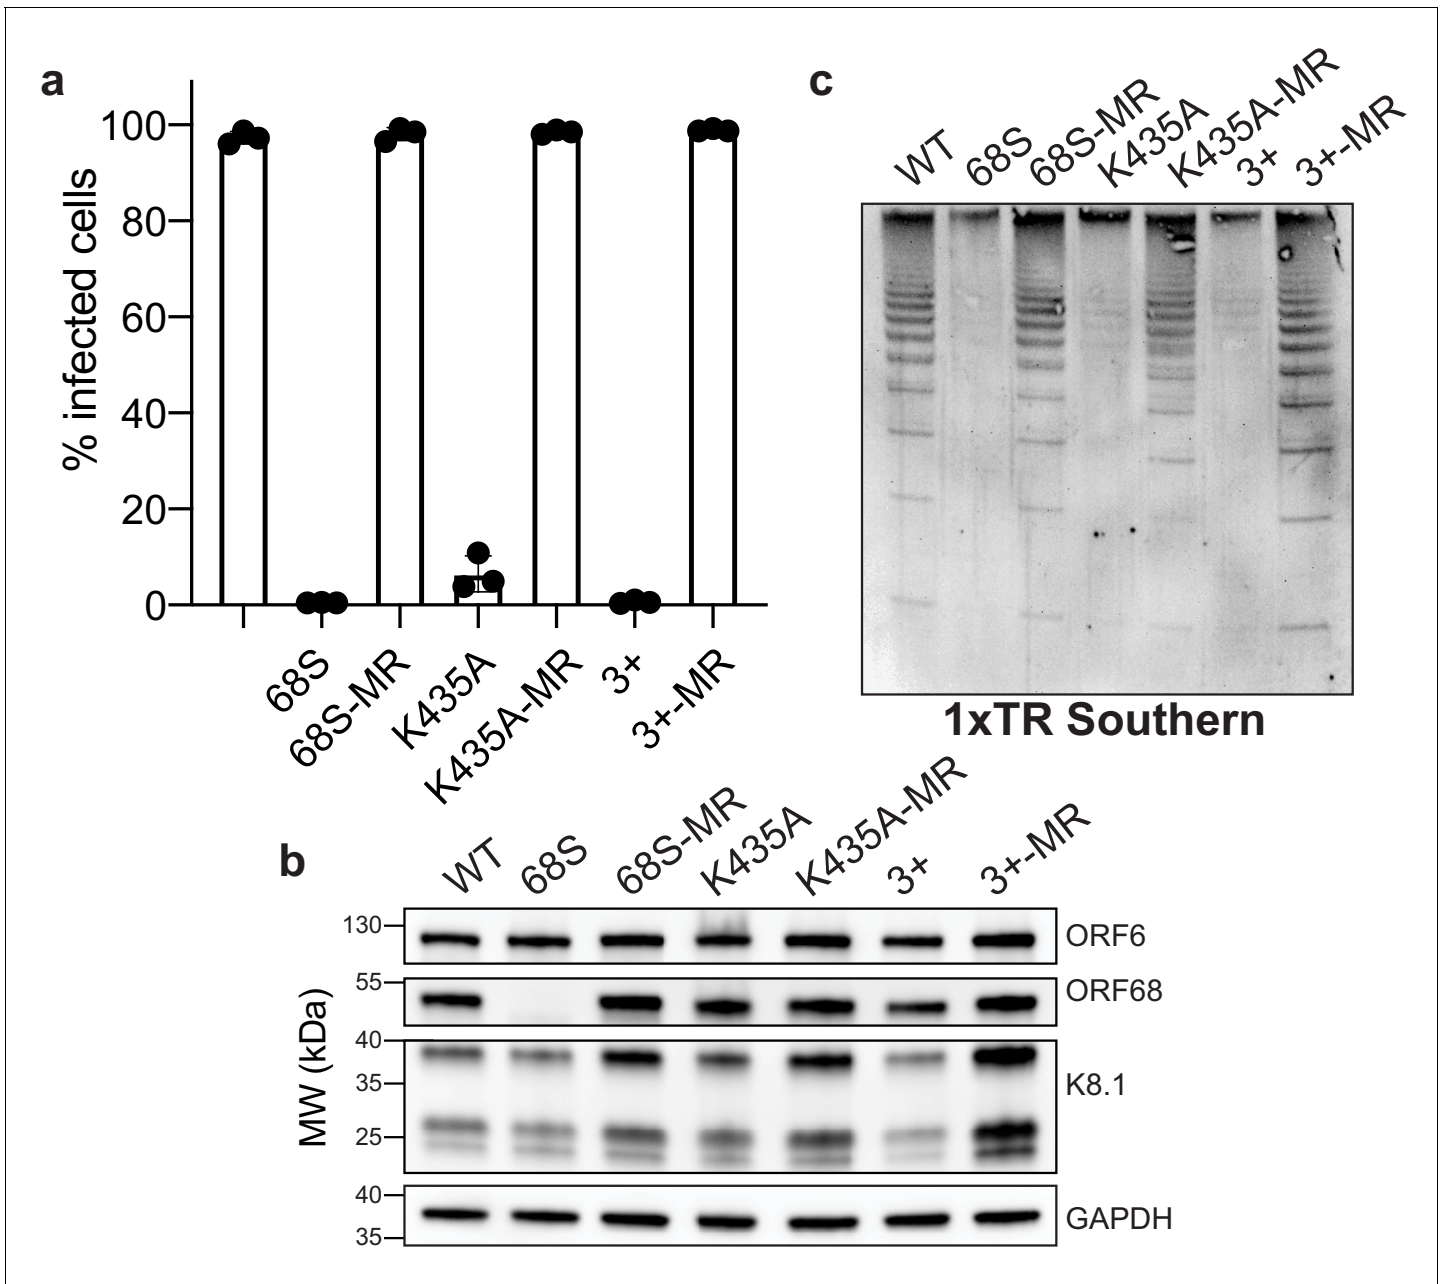 a
% infected cells
100
80
60
40
20
0
68S
68S-MR
K435A
K435A-MR
3+
3+-MR
c
WT
68S
68S-MR
K435A
K435A-MR
3+
3+-MR
1xTR Southern
b
WT
68S
68S-MR
K435A
K435A-MR
3+
3+-MR
MW (kDa)
130
ORF6
55
ORF68
40
35
25
K8.1
40
35
GAPDH